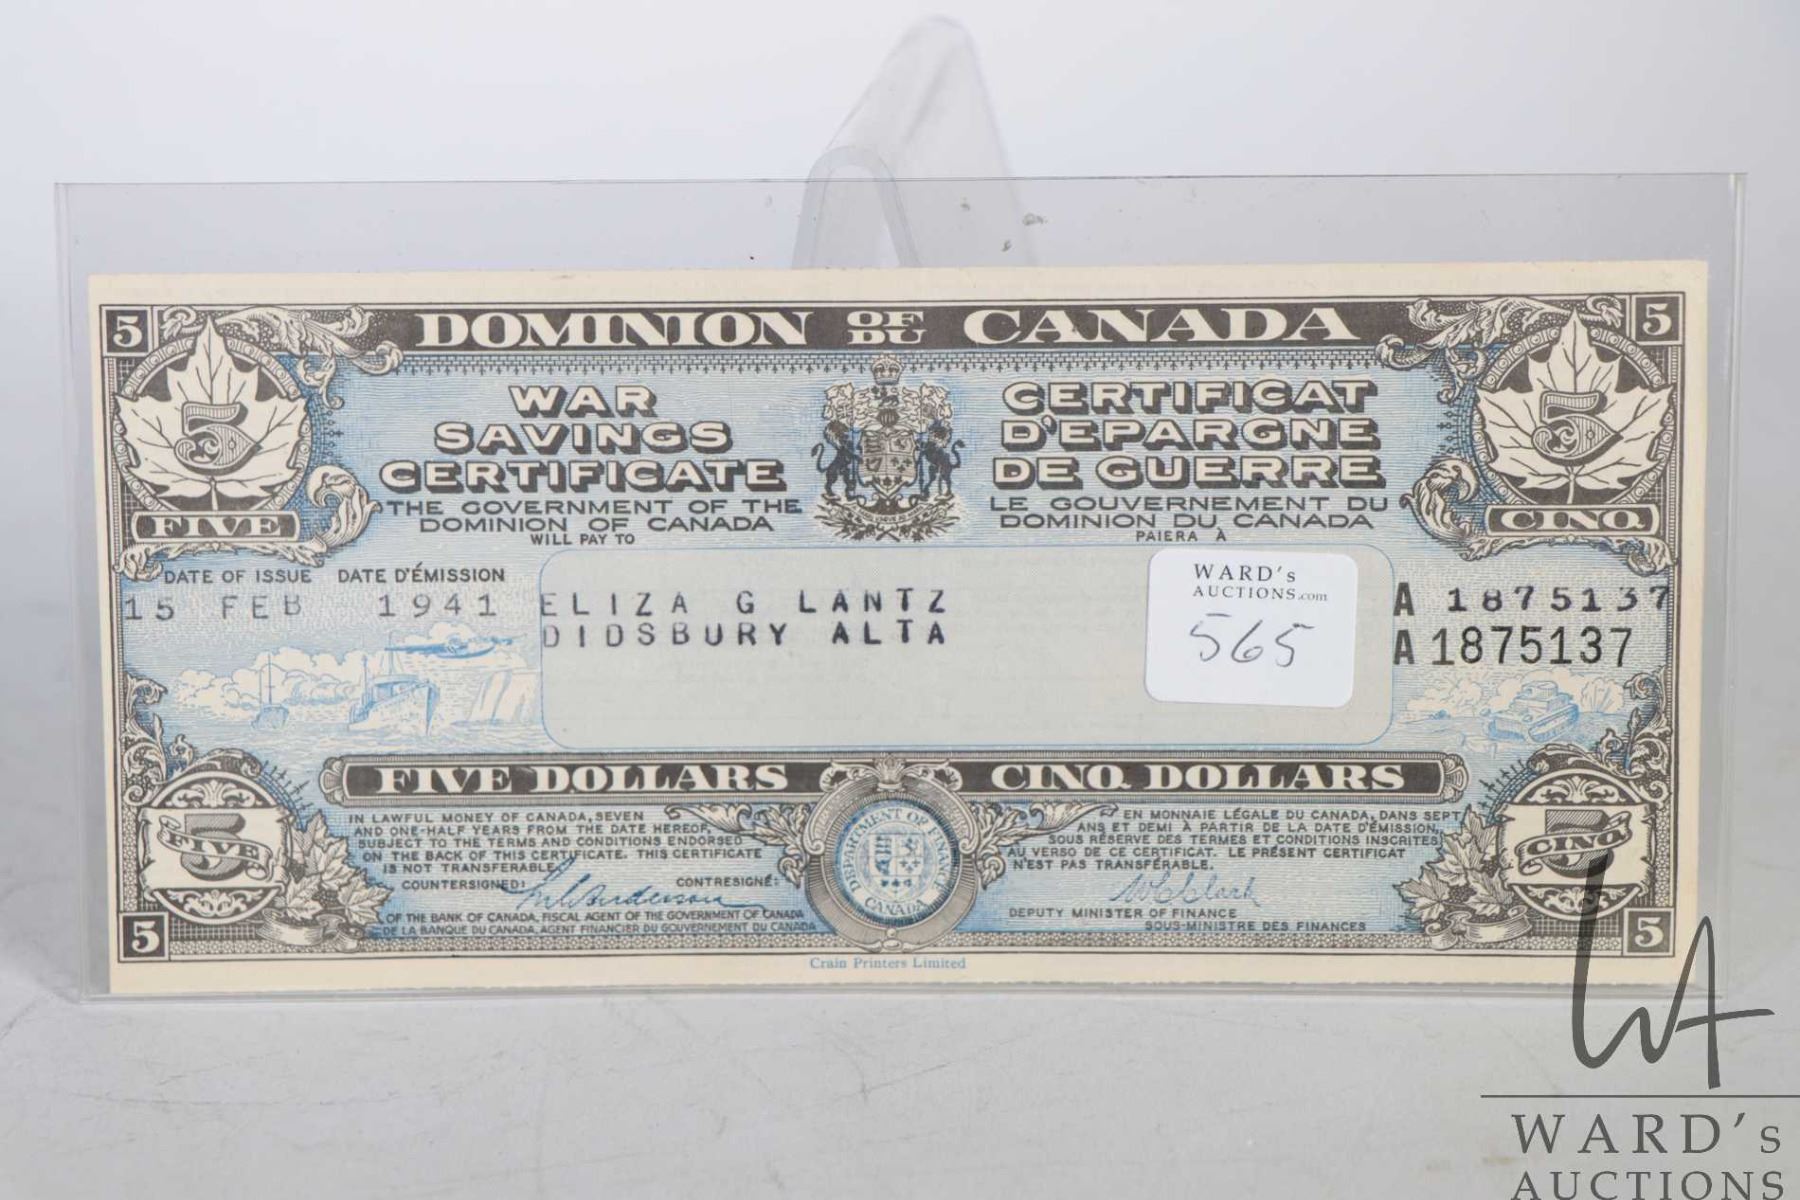 5 DOMINION OF DU CANADA 5
WAR
SAVINGS
CERTIFICATE
THE GOVERNMENT OF THE
DOMINION OF CANADA
WILL PAY TO
CERTIFICAT
D'EPARGNE
DE GUERRE
LE GOUVERNEMENT DU
DOMINION DU CANADA
PAIERA À
5
FIVE
5
CINQ
DATE OF ISSUE DATE D'ÉMISSION
15 FEB 1941
ELIZA G LANTZ
DIDSBURY ALTA
WARD's
AUCTIONS.com
565
A 1875137
A1875137
FIVE DOLLARS
CINQ DOLLARS
IN LAWFUL MONEY OF CANADA, SEVEN
AND ONE-HALF YEARS FROM THE DATE HEREOF,
SUBJECT TO THE TERMS AND CONDITIONS ENDORSED
ON THE BACK OF THIS CERTIFICATE. THIS CERTIFICATE
IS NOT TRANSFERABLE.
COUNTERSIGNED: CONTRESIGNÉ:
OF THE BANK OF CANADA, FISCAL AGENT OF THE GOVERNMENT OF CANADA
DE LA BANQUE DU CANADA, AGENT FINANCIER DU GOUVERNEMENT DU CANADA
DEPARTMENT OF FINANCE
CANADA
EN MONNAIE LÉGALE DU CANADA, DANS SEPT
ANS ET DEMI À PARTIR DE LA DATE D'ÉMISSION,
SOUS RÉSERVE DES TERMES ET CONDITIONS INSCRITES
AU VERSO DE CE CERTIFICAT. LE PRÉSENT CERTIFICAT
N'EST PAS TRANSFÉRABLE.
W C Clark
DEPUTY MINISTER OF FINANCE
SOUS-MINISTRE DES FINANCES
5
FIVE
5
5
CINQ
5
Crain Printers Limited
WARD's
AUCTIONS